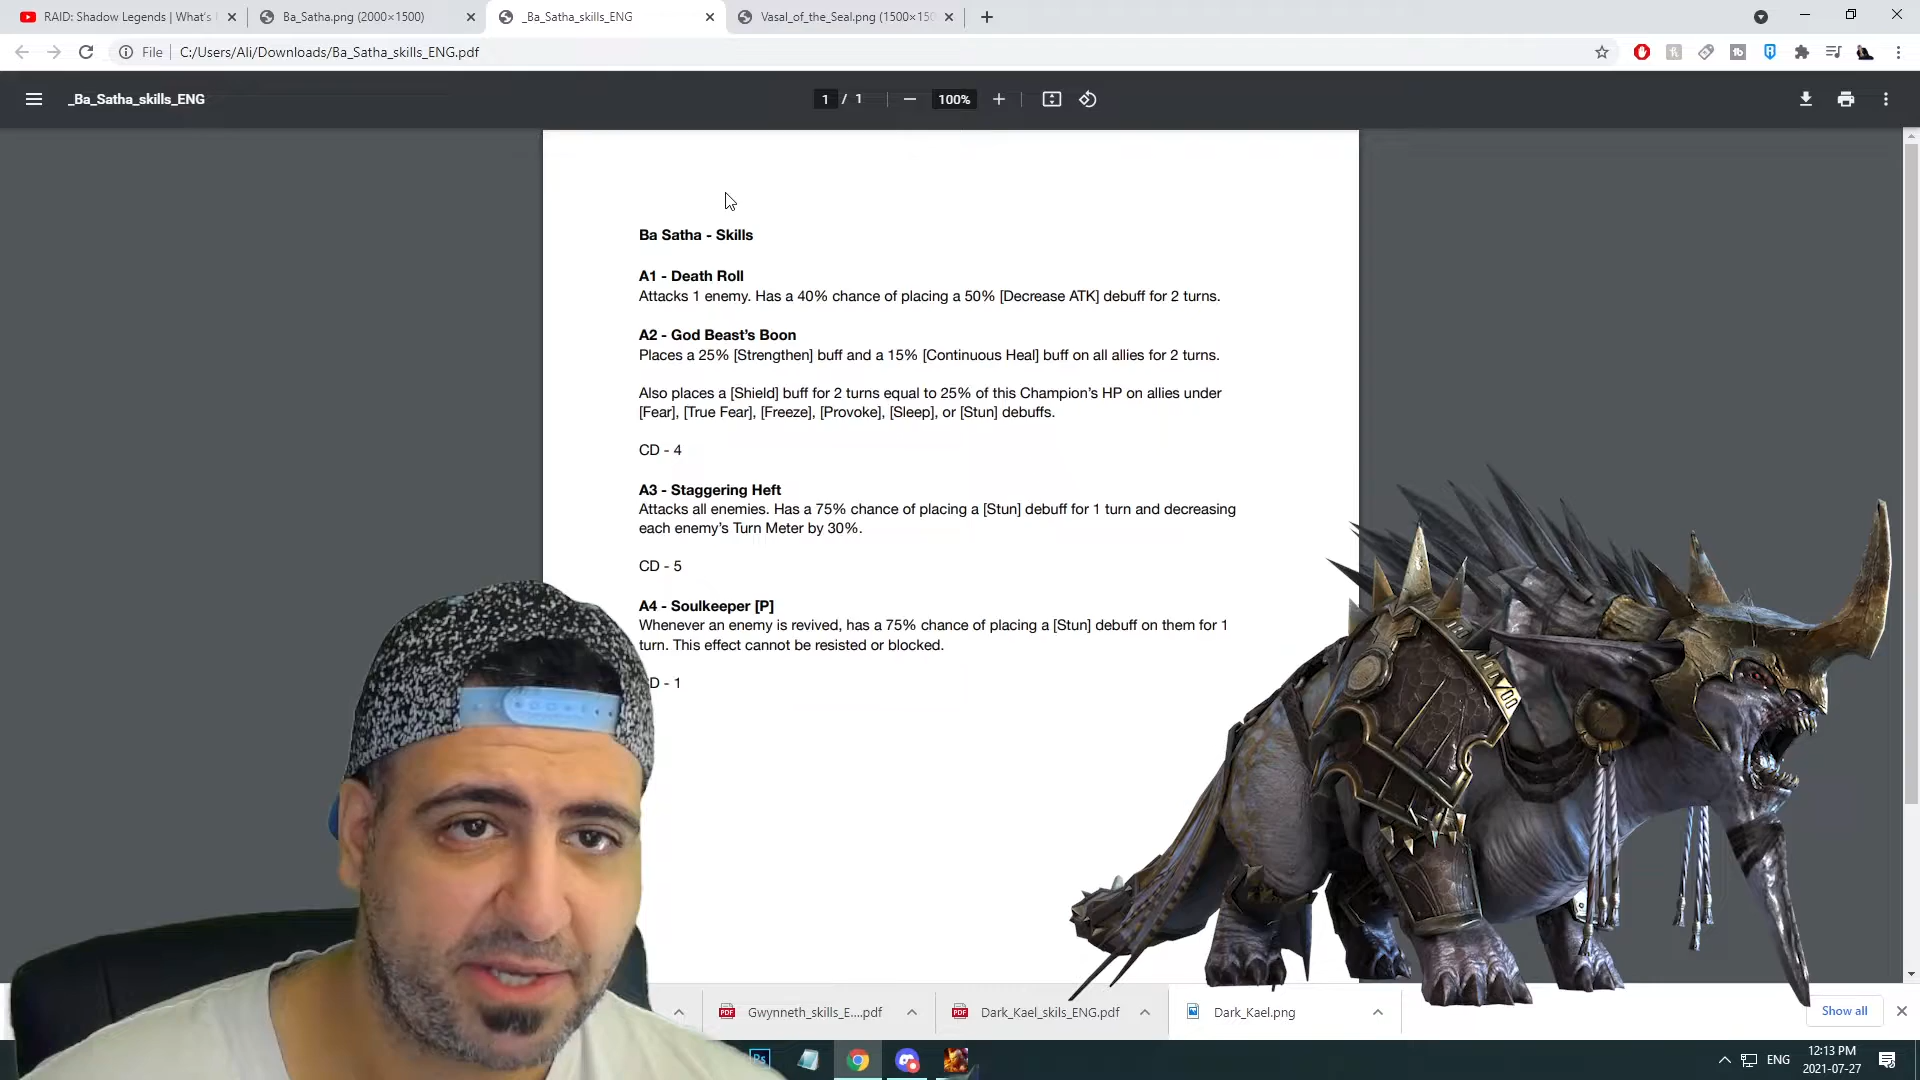 RAID: Shadow Legends | What's
Ba_Satha.png (2000×1500)
_Ba_Satha_skills_ENG
Vasal_of_the_Seal.png (1500×150
File
C:/Users/Ali/Downloads/Ba_Satha_skills_ENG.pdf
_Ba_Satha_skills_ENG
1 / 1
100%
Ba Satha - Skills
A1 - Death Roll
Attacks 1 enemy. Has a 40% chance of placing a 50% [Decrease ATK] debuff for 2 turns.
A2 - God Beast's Boon
Places a 25% [Strengthen] buff and a 15% [Continuous Heal] buff on all allies for 2 turns.
Also places a [Shield] buff for 2 turns equal to 25% of this Champion's HP on allies under
[Fear], [True Fear], [Freeze], [Provoke], [Sleep], or [Stun] debuffs.
CD - 4
A3 - Staggering Heft
Attacks all enemies. Has a 75% chance of placing a [Stun] debuff for 1 turn and decreasing
each enemy's Turn Meter by 30%.
CD - 5
A4 - Soulkeeper [P]
Whenever an enemy is revived, has a 75% chance of placing a [Stun] debuff on them for 1
turn. This effect cannot be resisted or blocked.
D - 1
Gwynneth_skills_E....pdf
Dark_Kael_skils_ENG.pdf
Dark_Kael.png
Show all
Ps
ENG
12:13 PM
2021-07-27